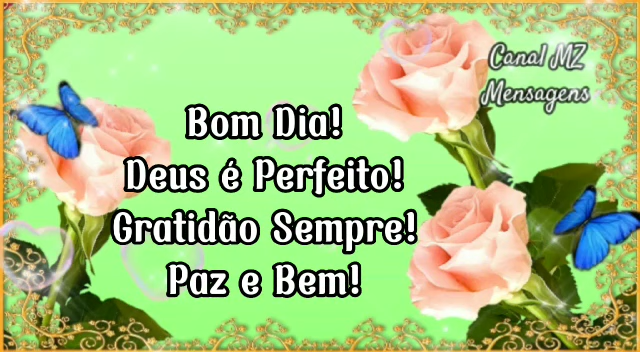 Canal MZ
Mensagens
Bom Dia!
Deus é Perfeito!
Gratidão Sempre!
Paz e Bem!